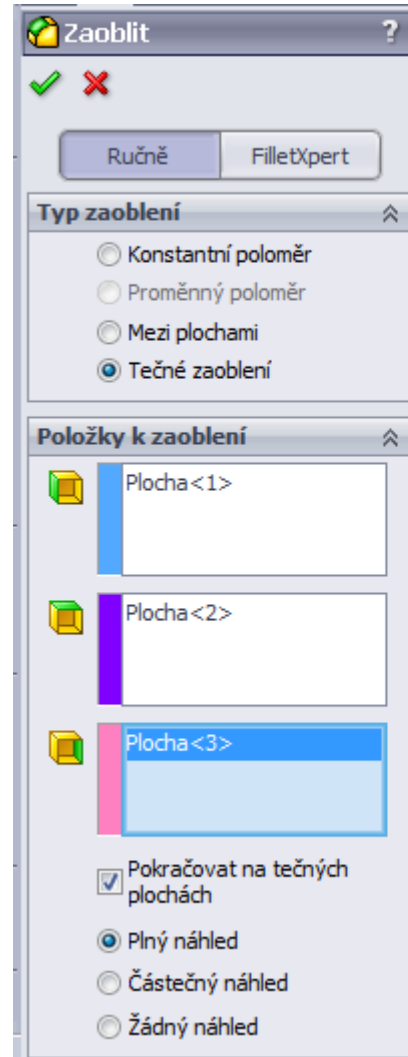 Zaoblit ?
Ručně FilletXpert
Typ zaoblení
Konstantní poloměr
Proměnný poloměr
Mezi plochami
Tečné zaoblení
Položky k zaoblení
Plocha<1>
Plocha<2>
Plocha<3>
Pokračovat na tečných
plochách
Plný náhled
Částečný náhled
Žádný náhled